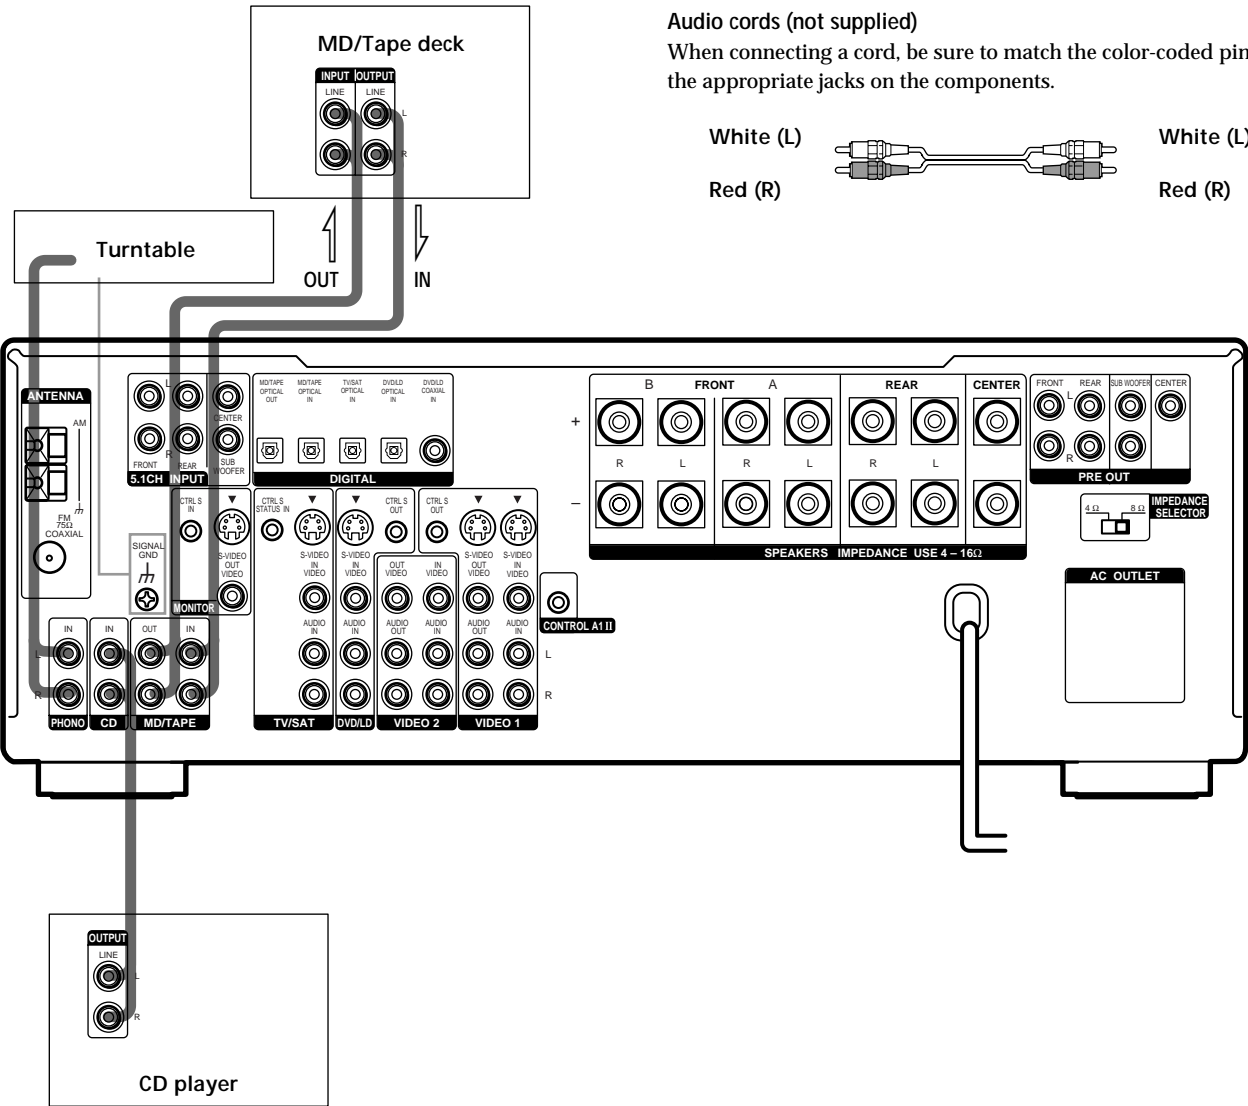 Audio cords (not supplied)
When connecting a cord, be sure to match the color-coded pin
the appropriate jacks on the components.
White (L)
White (L)
Red (R)
Red (R)
MD/Tape deck
INPUT
OUTPUT
LINE
LINE
L
R
Turntable
OUT
IN
ANTENNA
AM
FM
75Ω
COAXIAL
L
R
CENTER
FRONT
REAR
SUB
WOOFER
5.1CH INPUT
MD/TAPE
OPTICAL
OUT
MD/TAPE
OPTICAL
IN
TV/SAT
OPTICAL
IN
DVD/LD
OPTICAL
IN
DVD/LD
COAXIAL
IN
DIGITAL
B
FRONT
A
REAR
CENTER
+
R
L
R
L
R
L
–
SPEAKERS IMPEDANCE USE 4 – 16Ω
FRONT
REAR
SUB WOOFER
CENTER
L
R
PRE OUT
4 Ω
8 Ω
IMPEDANCE
SELECTOR
AC OUTLET
SIGNAL
GND
CTRL S
IN
S-VIDEO
OUT
VIDEO
MONITOR
CTRL S
STATUS IN
S-VIDEO
IN
VIDEO
AUDIO
IN
TV/SAT
S-VIDEO
IN
VIDEO
AUDIO
IN
DVD/LD
CTRL S
OUT
OUT
VIDEO
AUDIO
OUT
CTRL S
OUT
IN
VIDEO
AUDIO
IN
VIDEO 2
S-VIDEO
OUT
VIDEO
AUDIO
OUT
S-VIDEO
IN
VIDEO
AUDIO
IN
VIDEO 1
L
R
CONTROL A1 II
IN
IN
OUT
IN
L
R
PHONO
CD
MD/TAPE
OUTPUT
LINE
L
R
CD player